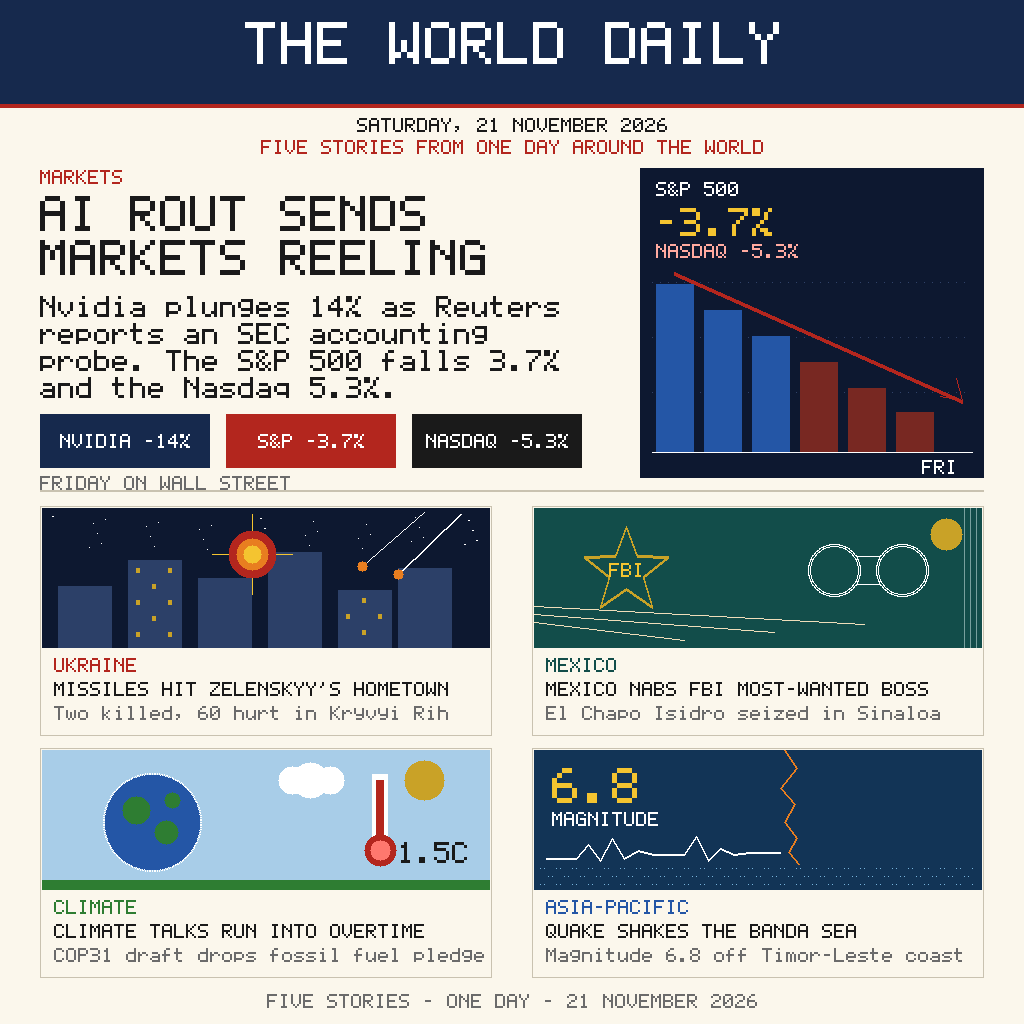 THE WORLD DAILY
SATURDAY, 21 NOVEMBER 2026
FIVE STORIES FROM ONE DAY AROUND THE WORLD
MARKETS
AI ROUT SENDS
MARKETS REELING
Nvidia plunges 14% as Reuters
reports an SEC accounting
probe. The S&P 500 falls 3.7%
and the Nasdaq 5.3%.
NVIDIA -14%
S&P -3.7%
NASDAQ -5.3%
FRIDAY ON WALL STREET
S&P 500
-3.7%
NASDAQ -5.3%
FRI
UKRAINE
MISSILES HIT ZELENSKYY'S HOMETOWN
Two killed, 60 hurt in Kryvyi Rih
FBI
MEXICO
MEXICO NABS FBI MOST-WANTED BOSS
El Chapo Isidro seized in Sinaloa
1.5C
CLIMATE
CLIMATE TALKS RUN INTO OVERTIME
COP31 draft drops fossil fuel pledge
6.8
MAGNITUDE
ASIA-PACIFIC
QUAKE SHAKES THE BANDA SEA
Magnitude 6.8 off Timor-Leste coast
FIVE STORIES - ONE DAY - 21 NOVEMBER 2026